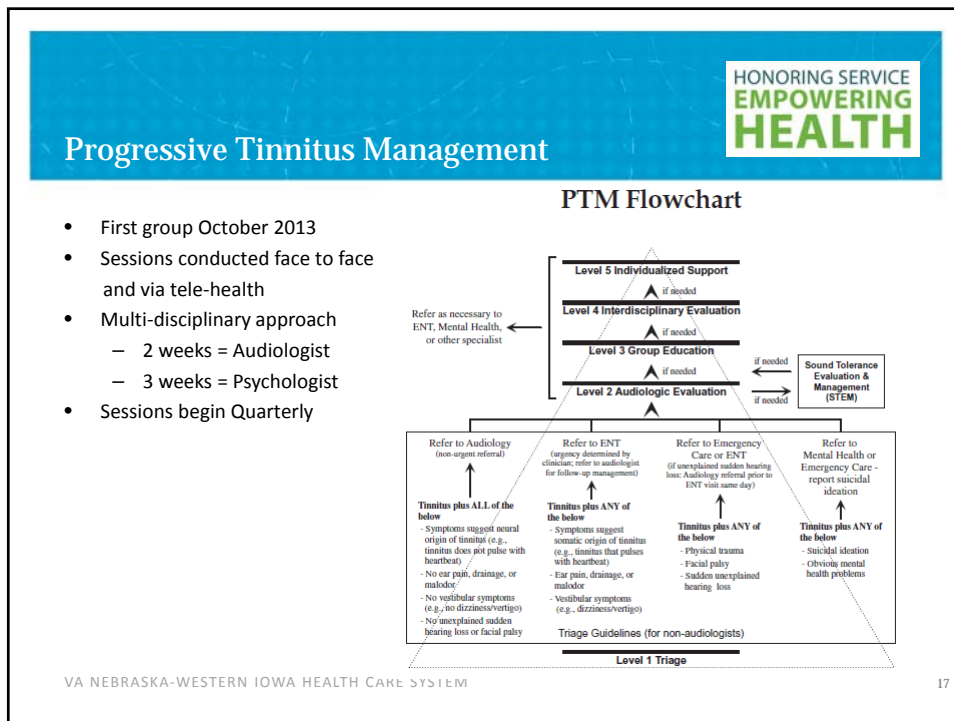 HONORING SERVICE
EMPOWERING
HEALTH
Progressive Tinnitus Management
• First group October 2013
• Sessions conducted face to face
and via tele-health
• Multi-disciplinary approach
– 2 weeks = Audiologist
– 3 weeks = Psychologist
• Sessions begin Quarterly
PTM Flowchart
Level 5 Individualized Support
if needed
Level 4 Interdisciplinary Evaluation
if needed
Level 3 Group Education
if needed
Level 2 Audiologic Evaluation
Refer as necessary to
ENT, Mental Health,
or other specialist
if needed
if needed
Sound Tolerance
Evaluation &
Management
(STEM)
Refer to Audiology
(non-urgent referral)
Tinnitus plus ALL of the
below
- Symptoms suggest neural
origin of tinnitus (e.g.,
tinnitus does not pulse with
heartbeat)
- No ear pain, drainage, or
malodor
- No vestibular symptoms
(e.g., no dizziness/vertigo)
- No unexplained sudden
hearing loss or facial palsy
Refer to ENT
(urgency determined by
clinician; refer to audiologist
for follow-up management)
Tinnitus plus ANY of
the below
- Symptoms suggest
somatic origin of tinnitus
(e.g., tinnitus that pulses
with heartbeat)
- Ear pain, drainage, or
malodor
- Vestibular symptoms
(e.g., dizziness/vertigo)
Refer to Emergency
Care or ENT
(if unexplained sudden hearing
loss: Audiology referral prior to
ENT visit same day)
Tinnitus plus ANY of
the below
- Physical trauma
- Facial palsy
- Sudden unexplained
hearing loss
Refer to
Mental Health or
Emergency Care -
report suicidal
ideation
Tinnitus plus ANY of
the below
- Suicidal ideation
- Obvious mental
health problems
Triage Guidelines (for non-audiologists)
Level 1 Triage
VA NEBRASKA-WESTERN IOWA HEALTH CARE SYSTEM
17